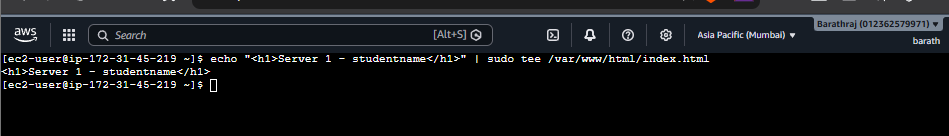 aws
Search
[Alt+S]
Asia Pacific (Mumbai) ▼
Barathraj (012362579971) ▼
barath
[ec2-user@ip-172-31-45-219 ~]$ echo "<h1>Server 1 - studentname</h1>" | sudo tee /var/www/html/index.html
<h1>Server 1 - studentname</h1>
[ec2-user@ip-172-31-45-219 ~]$